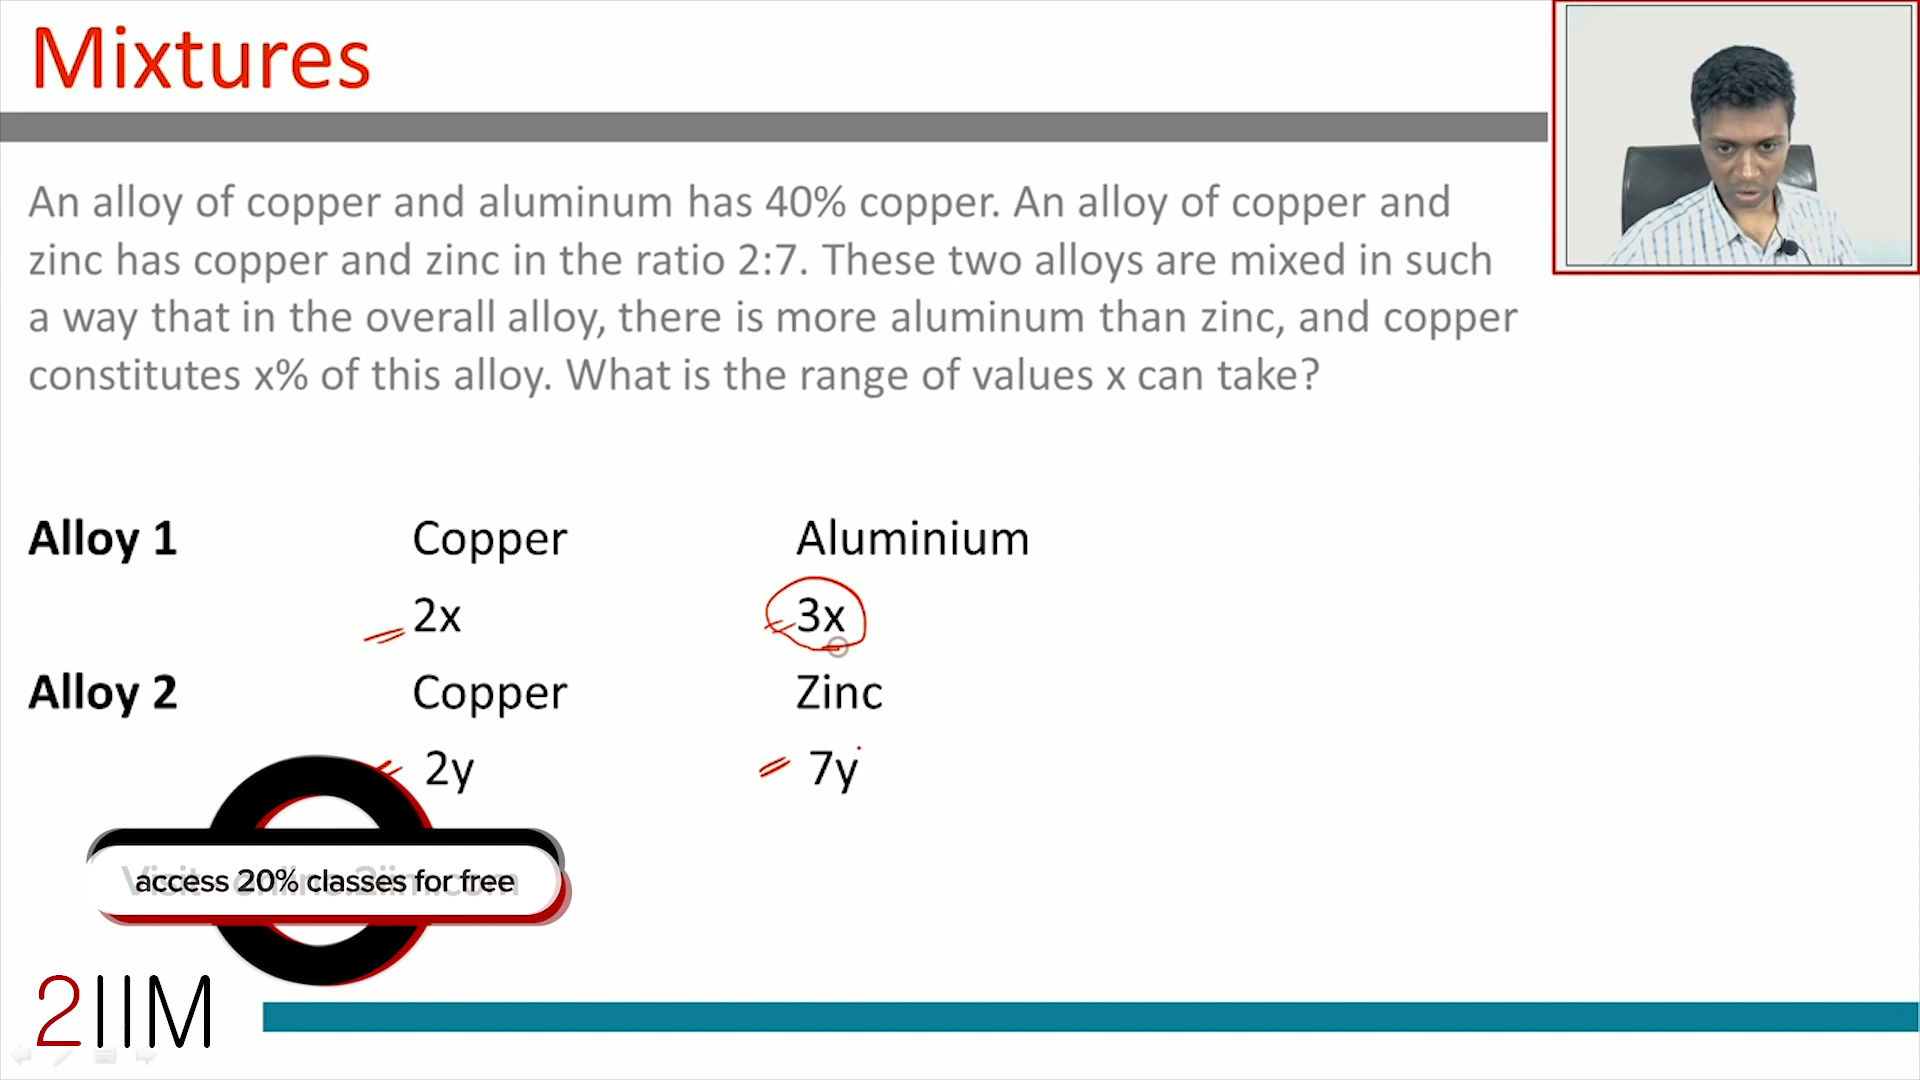 Mixtures
An alloy of copper and aluminum has 40% copper. An alloy of copper and
zinc has copper and zinc in the ratio 2:7. These two alloys are mixed in such
a way that in the overall alloy, there is more aluminum than zinc, and copper
constitutes x% of this alloy. What is the range of values x can take?
Alloy 1 Copper Aluminium
2x 3x
Alloy 2 Copper Zinc
2y 7y
access 20% classes for free
2IIM